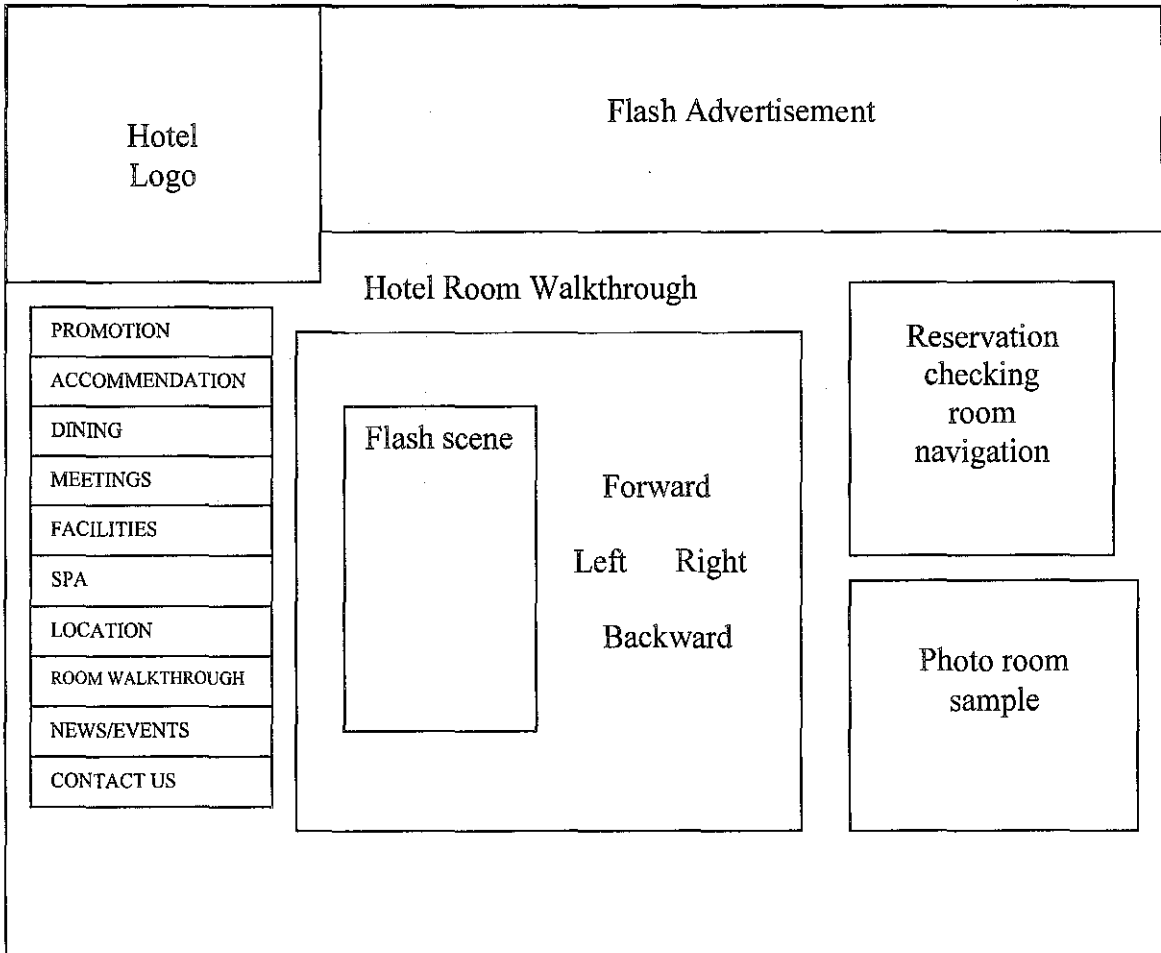 Hotel
Logo
Flash Advertisement
Hotel Room Walkthrough
PROMOTION
ACCOMMENDATION
DINING
MEETINGS
FACILITIES
SPA
LOCATION
ROOM WALKTHROUGH
NEWS/EVENTS
CONTACT US
Flash scene
Forward
Left Right
Backward
Reservation
checking
room
navigation
Photo room
sample